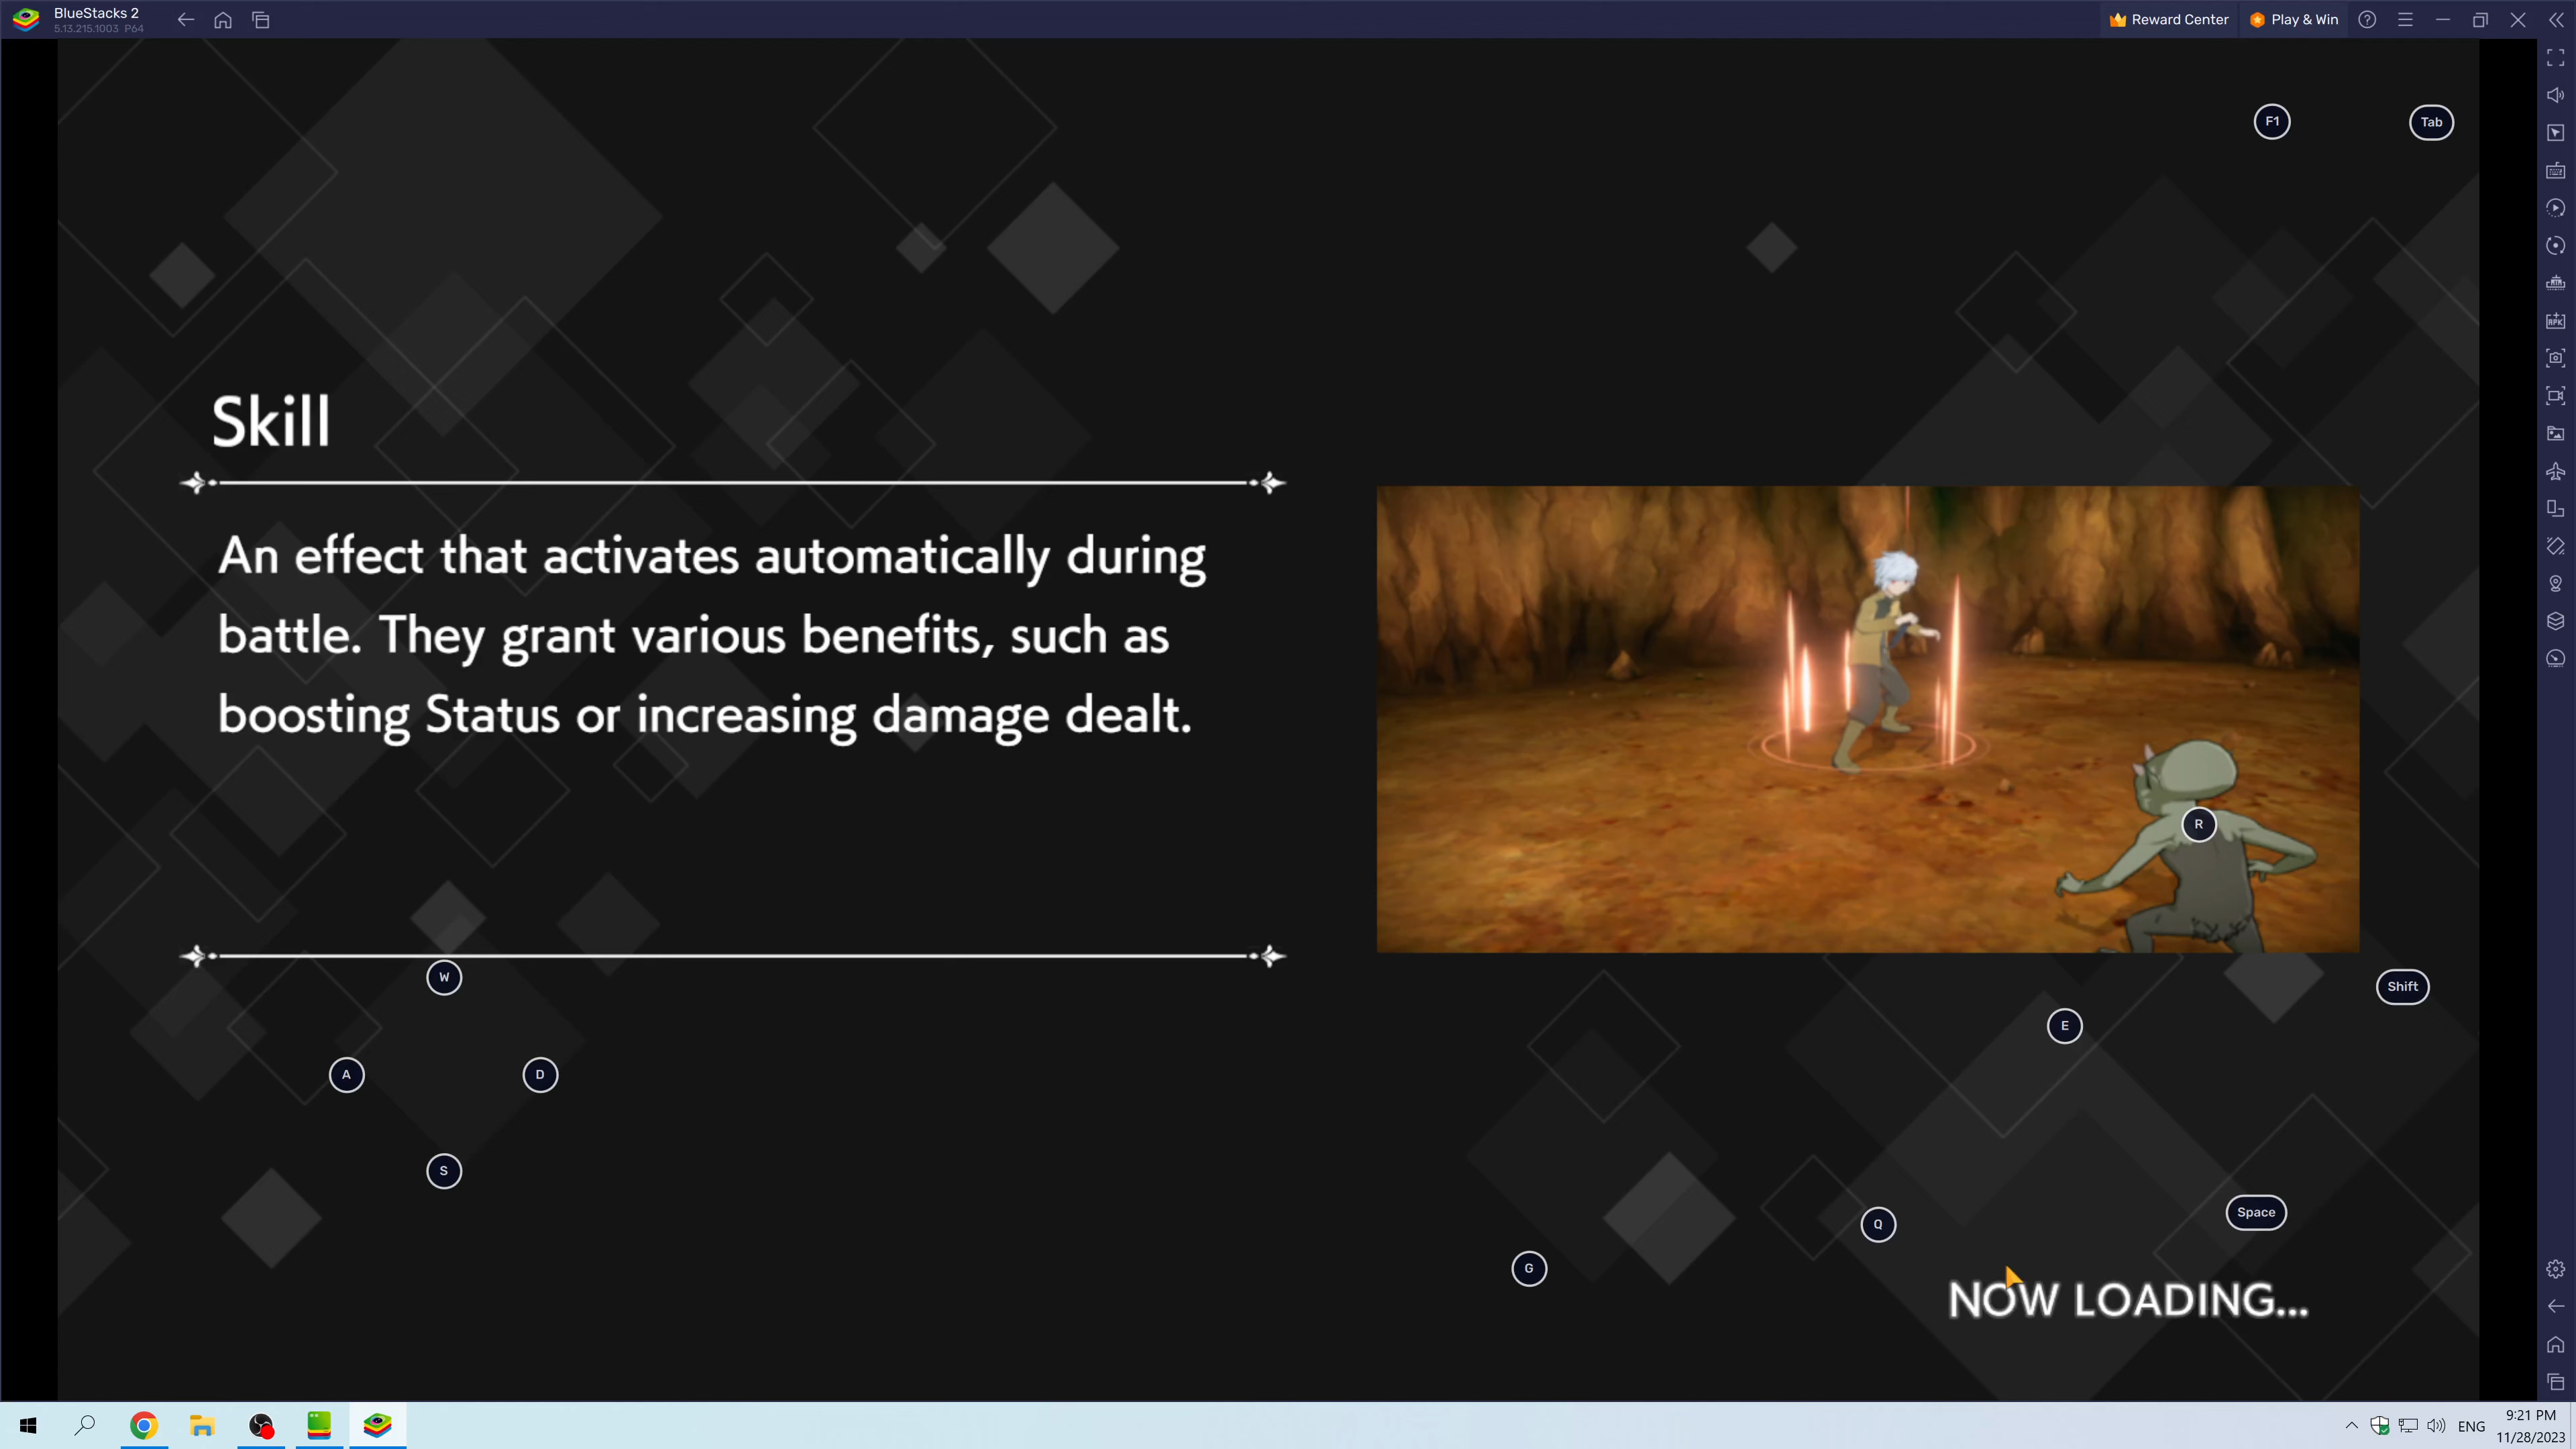 BlueStacks 2
5.13.215.1003 P64
Reward Center
Play & Win
F1
Tab
Skill
An effect that activates automatically during
battle. They grant various benefits, such as
boosting Status or increasing damage dealt.
R
W
Shift
E
A
D
S
Space
Q
G
NOW LOADING...
ENG
9:21 PM
11/28/2023